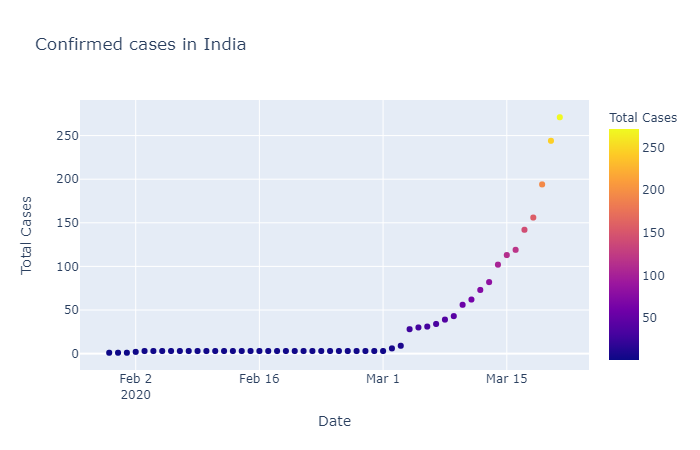 Confirmed cases in India
Total Cases
250
200
150
100
50
0
Total Cases
Feb 2
2020
Feb 16
Mar 1
Mar 15
Date
250
200
150
100
50